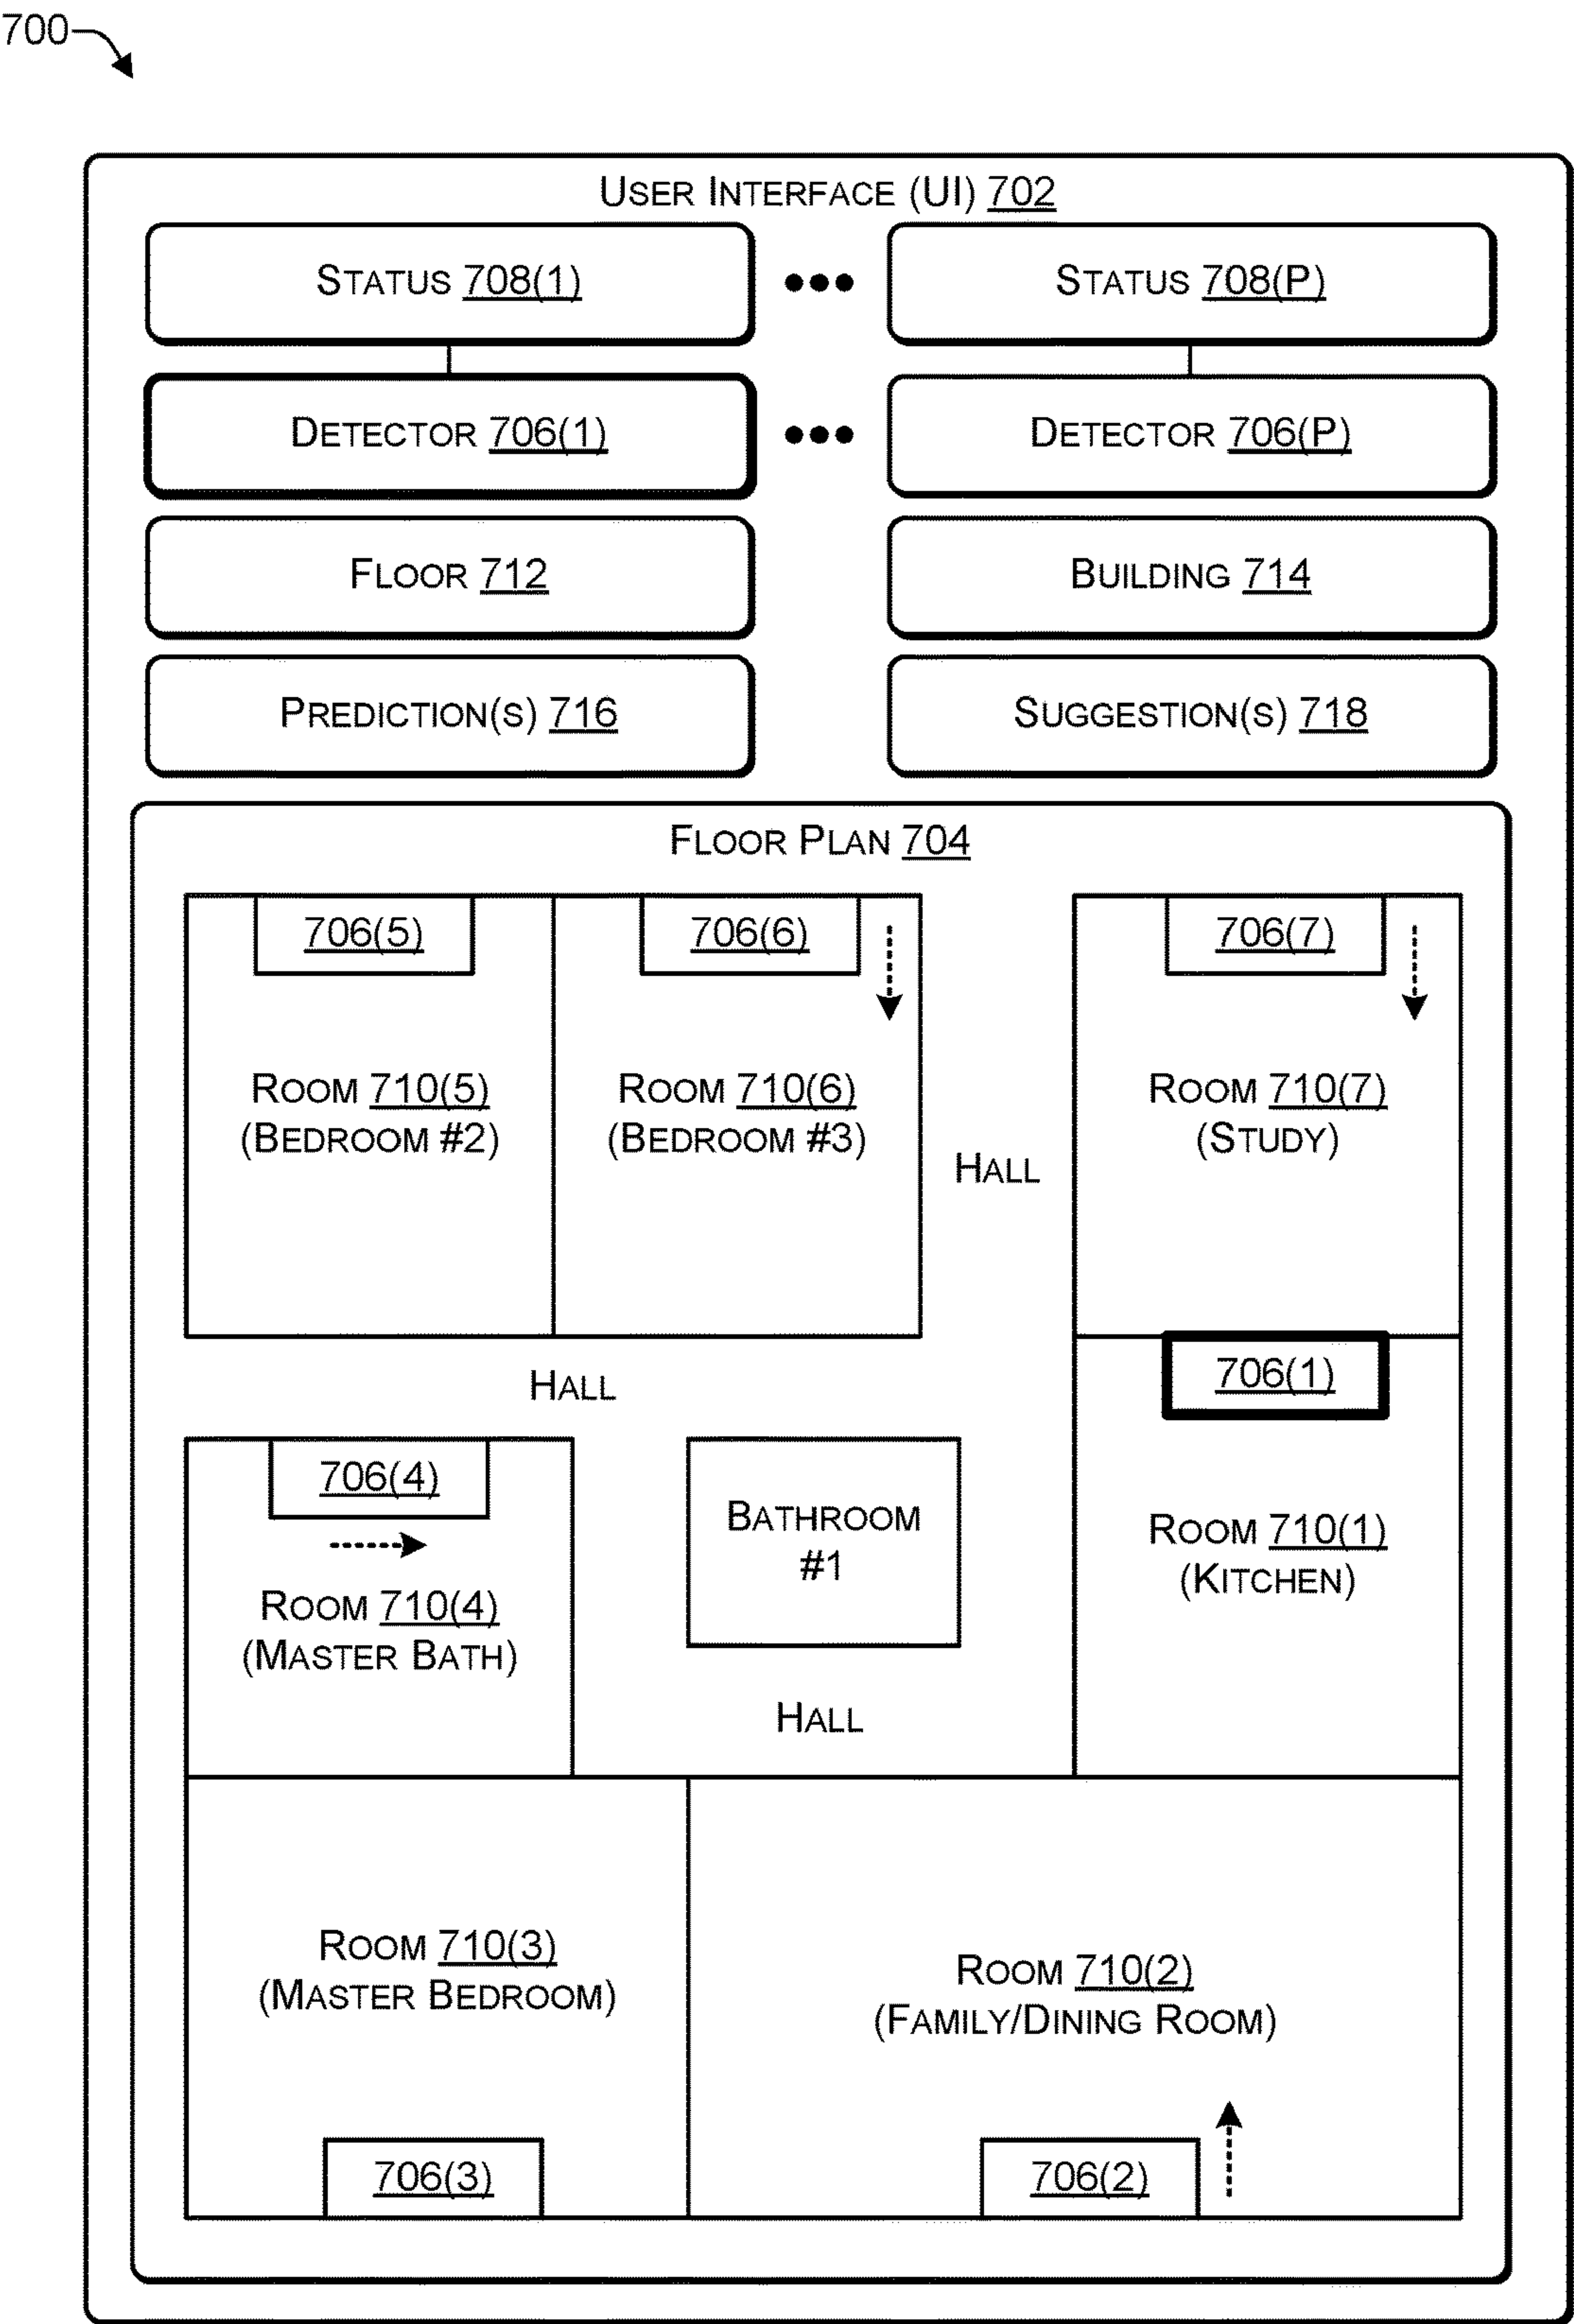 700
USER INTERFACE (UI) 702
STATUS 708(1)
STATUS 708(P)
DETECTOR 706(1)
DETECTOR 706(P)
FLOOR 712
BUILDING 714
PREDICTION(S) 716
SUGGESTION(S) 718
FLOOR PLAN 704
706(5)
706(6)
706(7)
ROOM 710(5)
(BEDROOM #2)
ROOM 710(6)
(BEDROOM #3)
ROOM 710(7)
(STUDY)
HALL
HALL
706(1)
706(4)
BATHROOM
#1
ROOM 710(1)
(KITCHEN)
ROOM 710(4)
(MASTER BATH)
HALL
ROOM 710(3)
(MASTER BEDROOM)
ROOM 710(2)
(FAMILY/DINING ROOM)
706(3)
706(2)